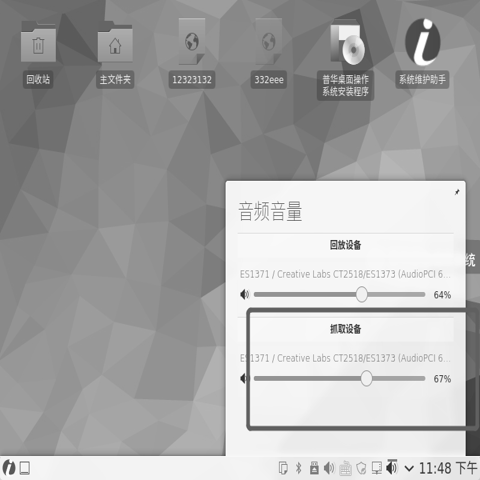 回收站
主文件夹
12323132
332eee
普华桌面操作
系统安装程序
系统维护助手
音频音量
回放设备
统
ES1371 / Creative Labs CT2518/ES1373 (AudioPCI 6...
64%
抓取设备
ES1371 / Creative Labs CT2518/ES1373 (AudioPCI 6...
67%
11:48 下午